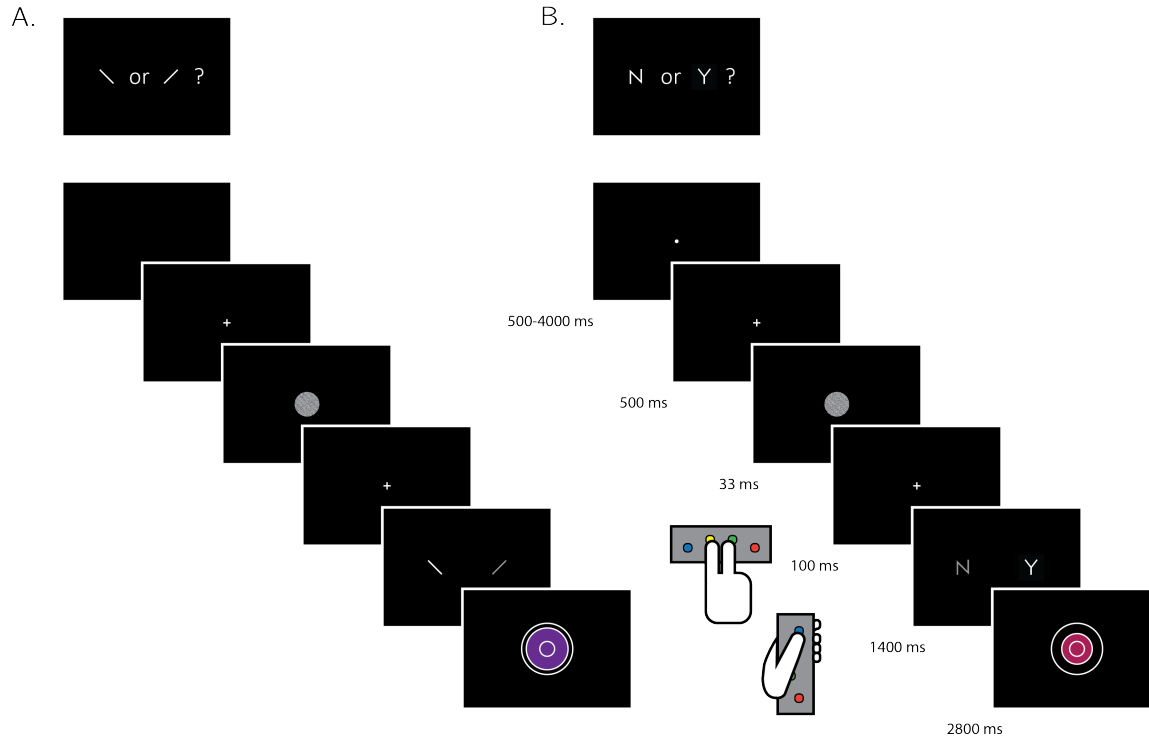 A.
\ or / ?
B.
N or Y ?
500-4000 ms
500 ms
33 ms
100 ms
N Y
1400 ms
2800 ms